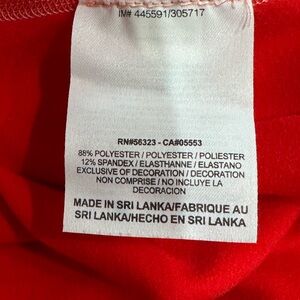 IM# 445591/305717
RN#56323 - CA#05553
88% POLYESTER / POLYESTER / POLIESTER
12% SPANDEX / ELASTHANNE / ELASTANO
EXCLUSIVE OF DECORATION / DECORATION
NON COMPRISE / NO INCLUYE LA
DECORACION
MADE IN SRI LANKA/FABRIQUE AU
SRI LANKA/HECHO EN SRI LANKA